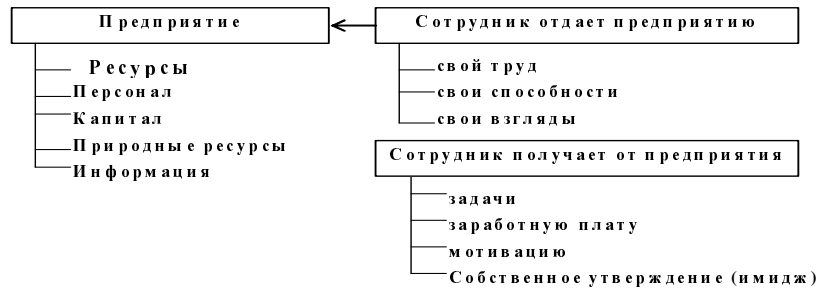 Предприятие
Ресурсы
Персонал
Капитал
Природные ресурсы
Информация
Сотрудник отдает предприятию
свой труд
свои способности
свои взгляды
Сотрудник получает от предприятия
задачи
заработную плату
мотивацию
Собственное утверждение (имидж)